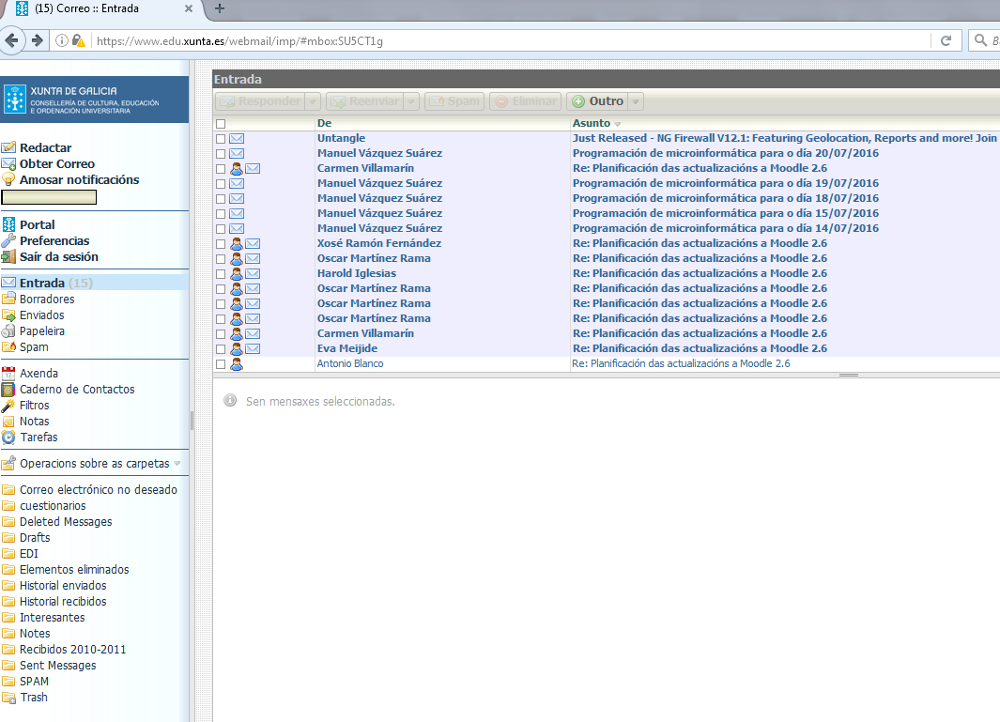 (15) Correo :: Entrada
https://www.edu.xunta.es/webmail/imp/#mbox:SU5CT1g
XUNTA DE GALICIA
CONSELLERÍA DE CULTURA, EDUCACIÓN
E ORDENACIÓN UNIVERSITARIA
Redactar
Obter Correo
Amosar notificacións
Portal
Preferencias
Saír da sesión
Entrada (15)
Borradores
Enviados
Papeleira
Spam
Axenda
Caderno de Contactos
Filtros
Notas
Tarefas
Operacions sobre as carpetas
Correo electrónico no deseado
cuestionarios
Deleted Messages
Drafts
EDI
Elementos eliminados
Historial enviados
Historial recibidos
Interesantes
Notes
Recibidos 2010-2011
Sent Messages
SPAM
Trash
Entrada
Responder Reenviar Spam Eliminar Outro
De Asunto
Untangle Just Released - NG Firewall V12.1: Featuring Geolocation, Reports and more! Join
Manuel Vázquez Suárez Programación de microinformática para o día 20/07/2016
Carmen Villamarín Re: Planificación das actualizacións a Moodle 2.6
Manuel Vázquez Suárez Programación de microinformática para o día 19/07/2016
Manuel Vázquez Suárez Programación de microinformática para o día 18/07/2016
Manuel Vázquez Suárez Programación de microinformática para o día 15/07/2016
Manuel Vázquez Suárez Programación de microinformática para o día 14/07/2016
Xosé Ramón Fernández Re: Planificación das actualizacións a Moodle 2.6
Oscar Martínez Rama Re: Planificación das actualizacións a Moodle 2.6
Harold Iglesias Re: Planificación das actualizacións a Moodle 2.6
Oscar Martínez Rama Re: Planificación das actualizacións a Moodle 2.6
Oscar Martínez Rama Re: Planificación das actualizacións a Moodle 2.6
Oscar Martínez Rama Re: Planificación das actualizacións a Moodle 2.6
Carmen Villamarín Re: Planificación das actualizacións a Moodle 2.6
Eva Meijide Re: Planificación das actualizacións a Moodle 2.6
Antonio Blanco Re: Planificación das actualizacións a Moodle 2.6
Sen mensaxes seleccionadas.